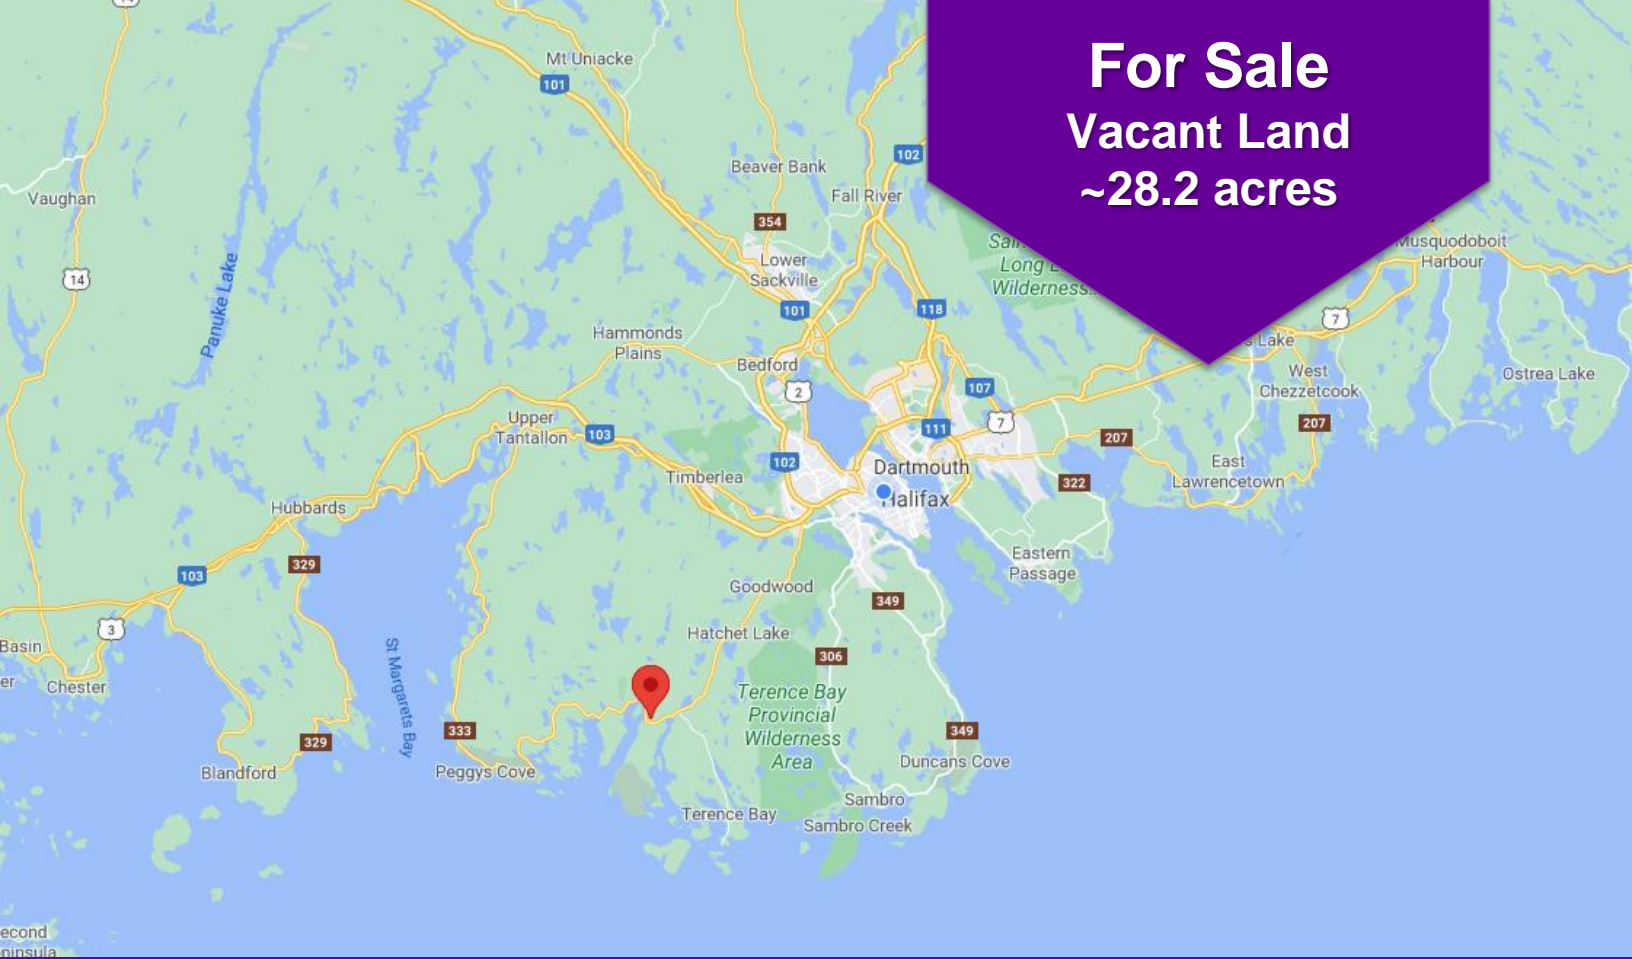 For Sale
Vacant Land
~28.2 acres
Mt Uniacke
101
102
Beaver Bank
Fall River
Vaughan
354
Long
Wilderness...
Musquodoboit
Harbour
Lower
Sackville
14
Panuke Lake
101
118
7
Hammonds
Plains
Lake
Bedford
2
107
West
Chezzetcook
Ostrea Lake
Upper
Tantallon
103
111
7
207
207
102
Dartmouth
Timberlea
322
East
Lawrencetown
Halifax
Hubbards
329
103
Eastern
Passage
Goodwood
349
3
Hatchet Lake
Basin
306
St Margarets Bay
er
Chester
Terence Bay
Provincial
Wilderness
Area
333
329
349
Duncans Cove
Blandford
Peggys Cove
Sambro
Terence Bay
Sambro Creek
econd
ninsula